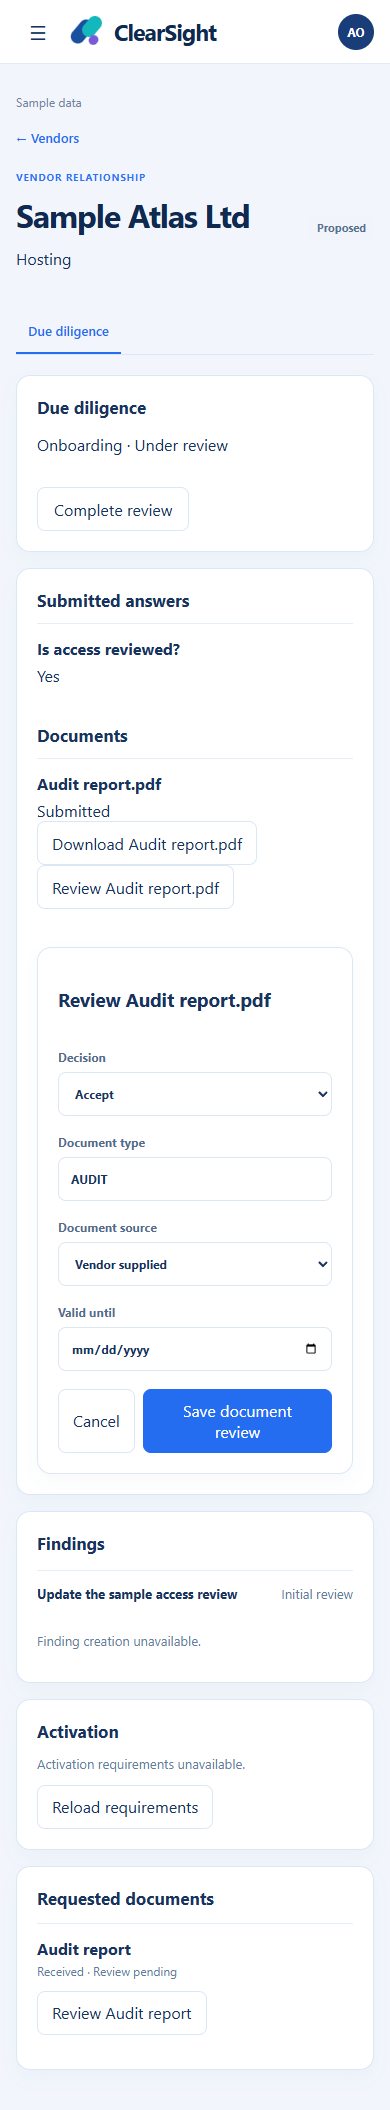 ClearSight
AO
Sample data
← Vendors
VENDOR RELATIONSHIP
Sample Atlas Ltd
Proposed
Hosting
Due diligence
Due diligence
Onboarding · Under review
Complete review
Submitted answers
Is access reviewed?
Yes
Documents
Audit report.pdf
Submitted
Download Audit report.pdf
Review Audit report.pdf
Review Audit report.pdf
Decision
Accept
Document type
AUDIT
Document source
Vendor supplied
Valid until
mm/dd/yyyy
Cancel
Save document
review
Findings
Update the sample access review
Initial review
Finding creation unavailable.
Activation
Activation requirements unavailable.
Reload requirements
Requested documents
Audit report
Received · Review pending
Review Audit report